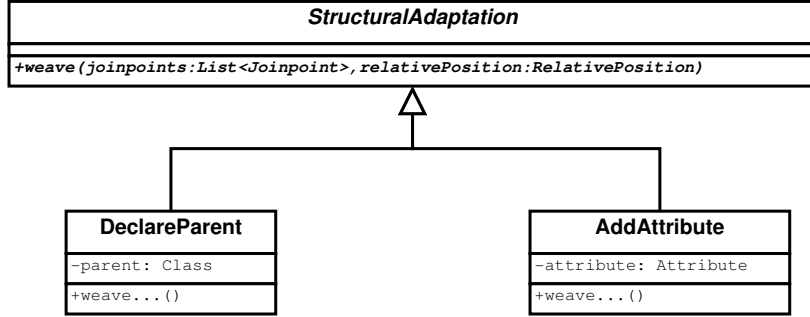 StructuralAdaptation
+weave(joinpoints:List<Joinpoint>,relativePosition:RelativePosition)
DeclareParent
-parent: Class
+weave...()
AddAttribute
-attribute: Attribute
+weave...()